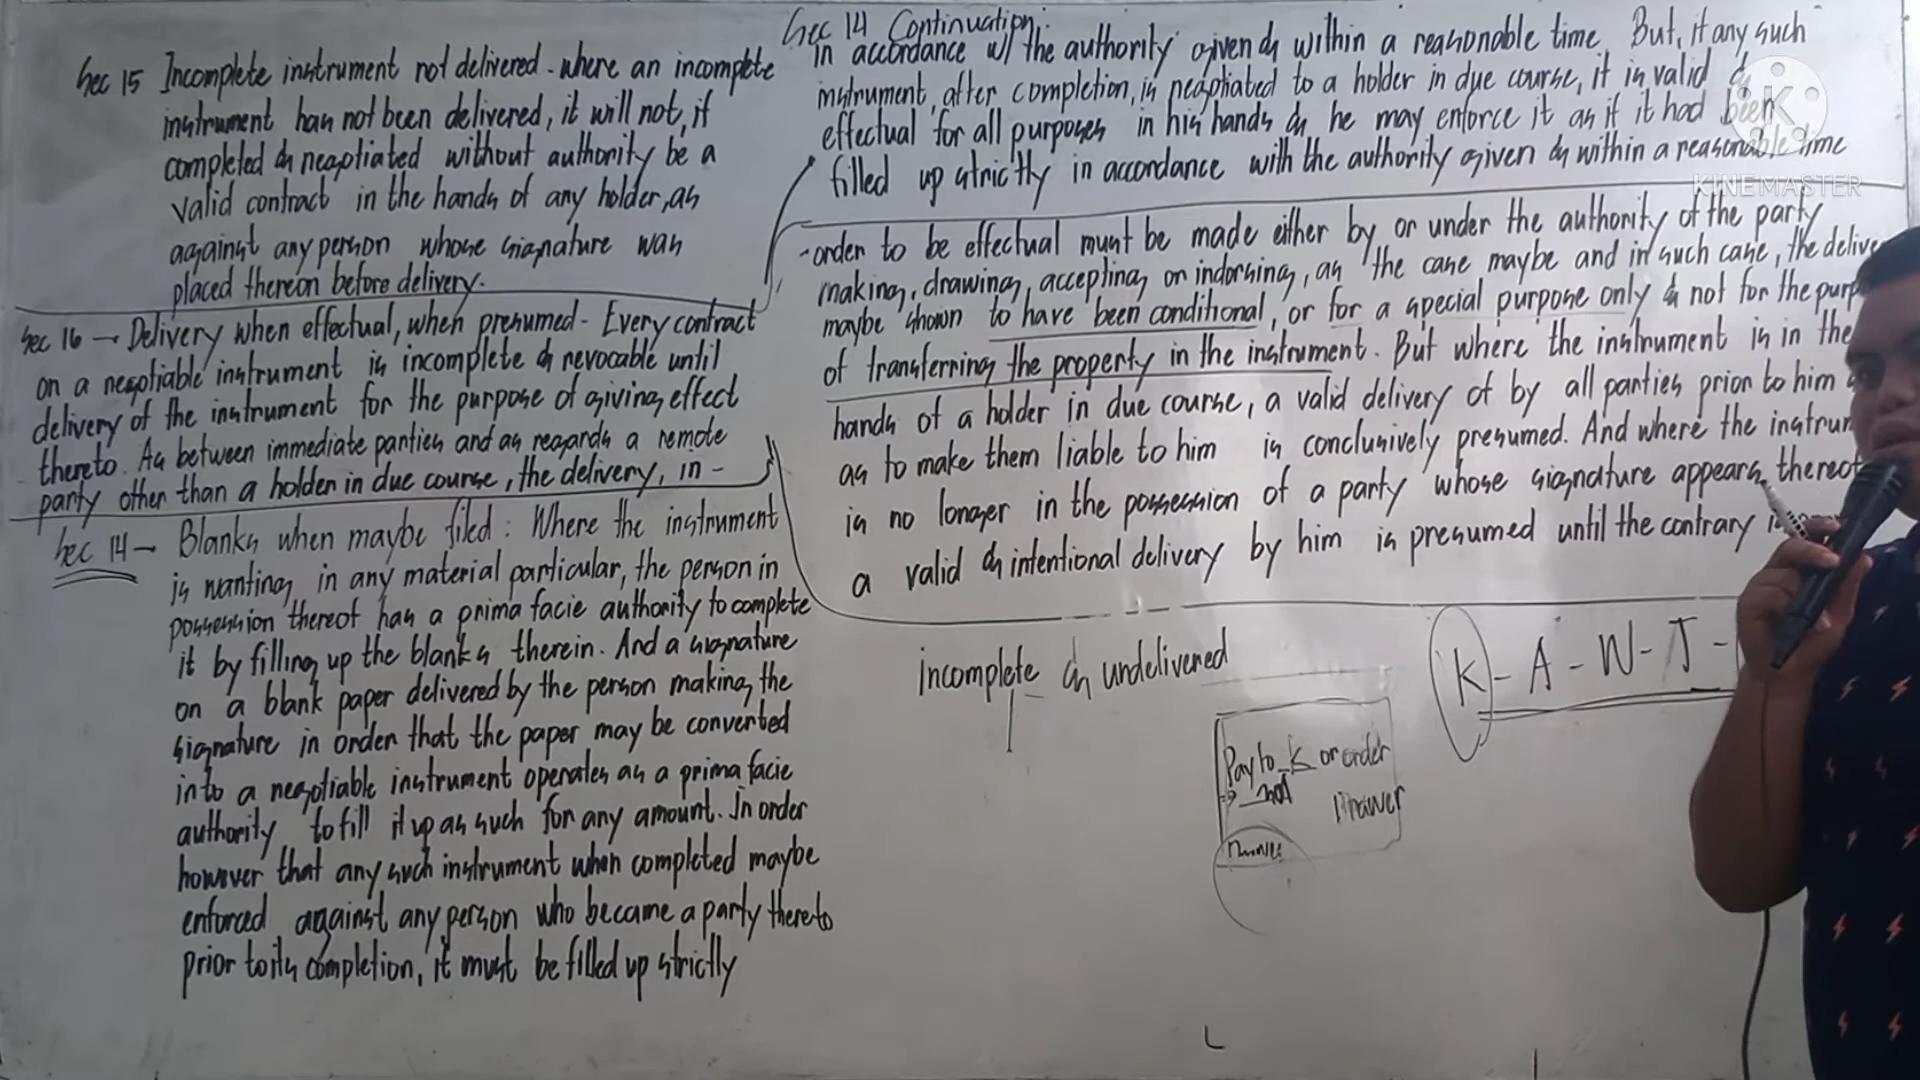 Sec 15 Incomplete instrument not delivered - where an incomplete
instrument has not been delivered, it will not, if
completed & negotiated without authority be a
valid contract in the hands of any holder, as
against any person whose signature was
placed thereon before delivery.
Sec 16 - Delivery when effectual, when presumed - Every contract
on a negotiable instrument is incomplete & revocable until
delivery of the instrument for the purpose of giving effect
thereto. As between immediate parties and as regards a remote
party other than a holder in due course, the delivery, in -
Sec 14 - Blanks when maybe filed: Where the instrument
is wanting in any material particular, the person in
possession thereof has a prima facie authority to complete
it by filling up the blanks therein. And a signature
on a blank paper delivered by the person making the
signature in order that the paper may be converted
into a negotiable instrument operates as a prima facie
authority to fill it up as such for any amount. In order
however that any such instrument when completed maybe
enforced against any person who became a party thereto
prior to its completion, it must be filled up strictly
Sec 14 Continuation:
in accordance w/ the authority given & within a reasonable time. But, if any such
instrument, after completion, is negotiated to a holder in due course, it is valid &
effectual for all purposes in his hands & he may enforce it as if it had been
filled up strictly in accordance with the authority given & within a reasonable time
KINEMASTER
- order to be effectual must be made either by or under the authority of the party
making, drawing, accepting or indorsing, as the case maybe and in such case, the delive
maybe shown to have been conditional, or for a special purpose only & not for the purp
of transferring the property in the instrument. But where the instrument is in the
hands of a holder in due course, a valid delivery of by all parties prior to him
as to make them liable to him is conclusively presumed. And where the instrum
is no longer in the possession of a party whose signature appears thereo
a valid & intentional delivery by him is presumed until the contrary is
incomplete & undelivered
K - A - W - J -
Pay to K or order
Drawer